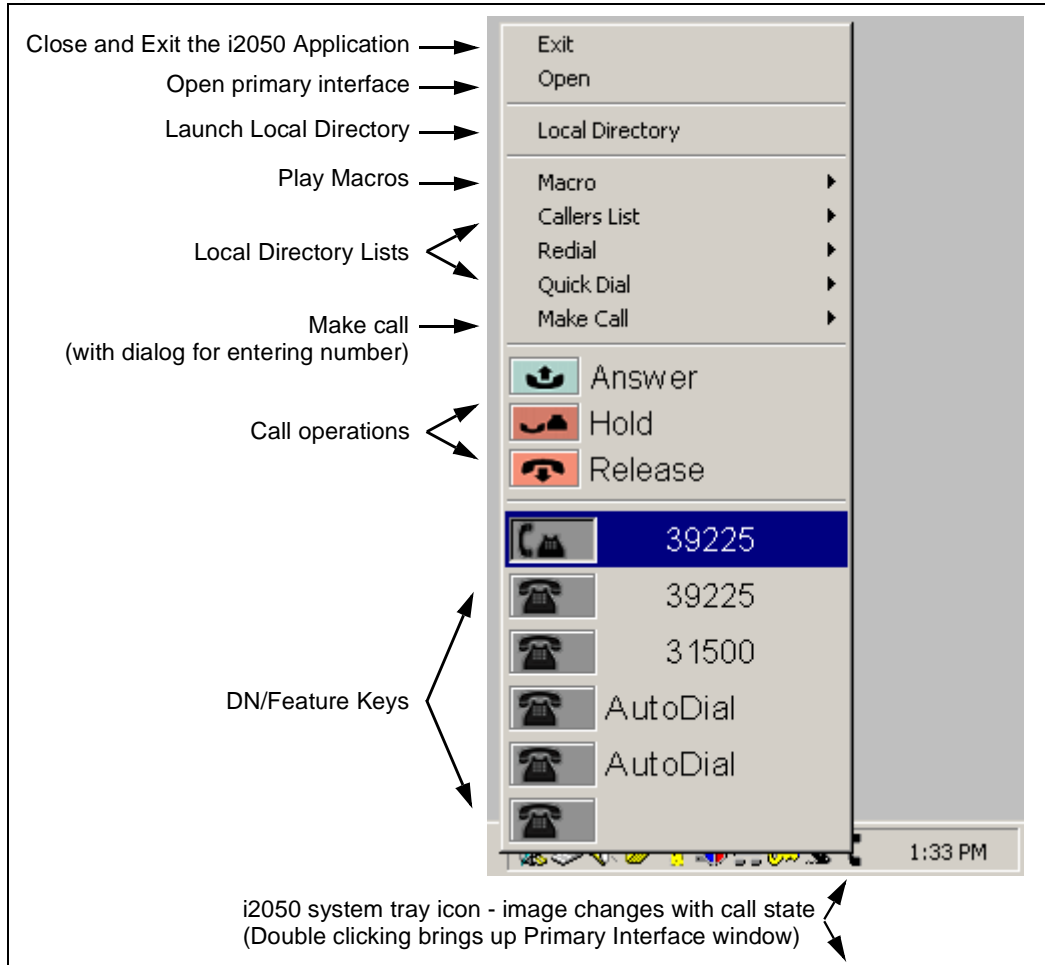 Close and Exit the i2050 Application
Exit
Open primary interface
Open
Launch Local Directory
Local Directory
Play Macros
Macro
Local Directory Lists
Callers List
Redial
Quick Dial
Make call
(with dialog for entering number)
Make Call
Call operations
Answer
Hold
Release
DN/Feature Keys
39225
39225
31500
AutoDial
AutoDial
1:33 PM
i2050 system tray icon - image changes with call state
(Double clicking brings up Primary Interface window)